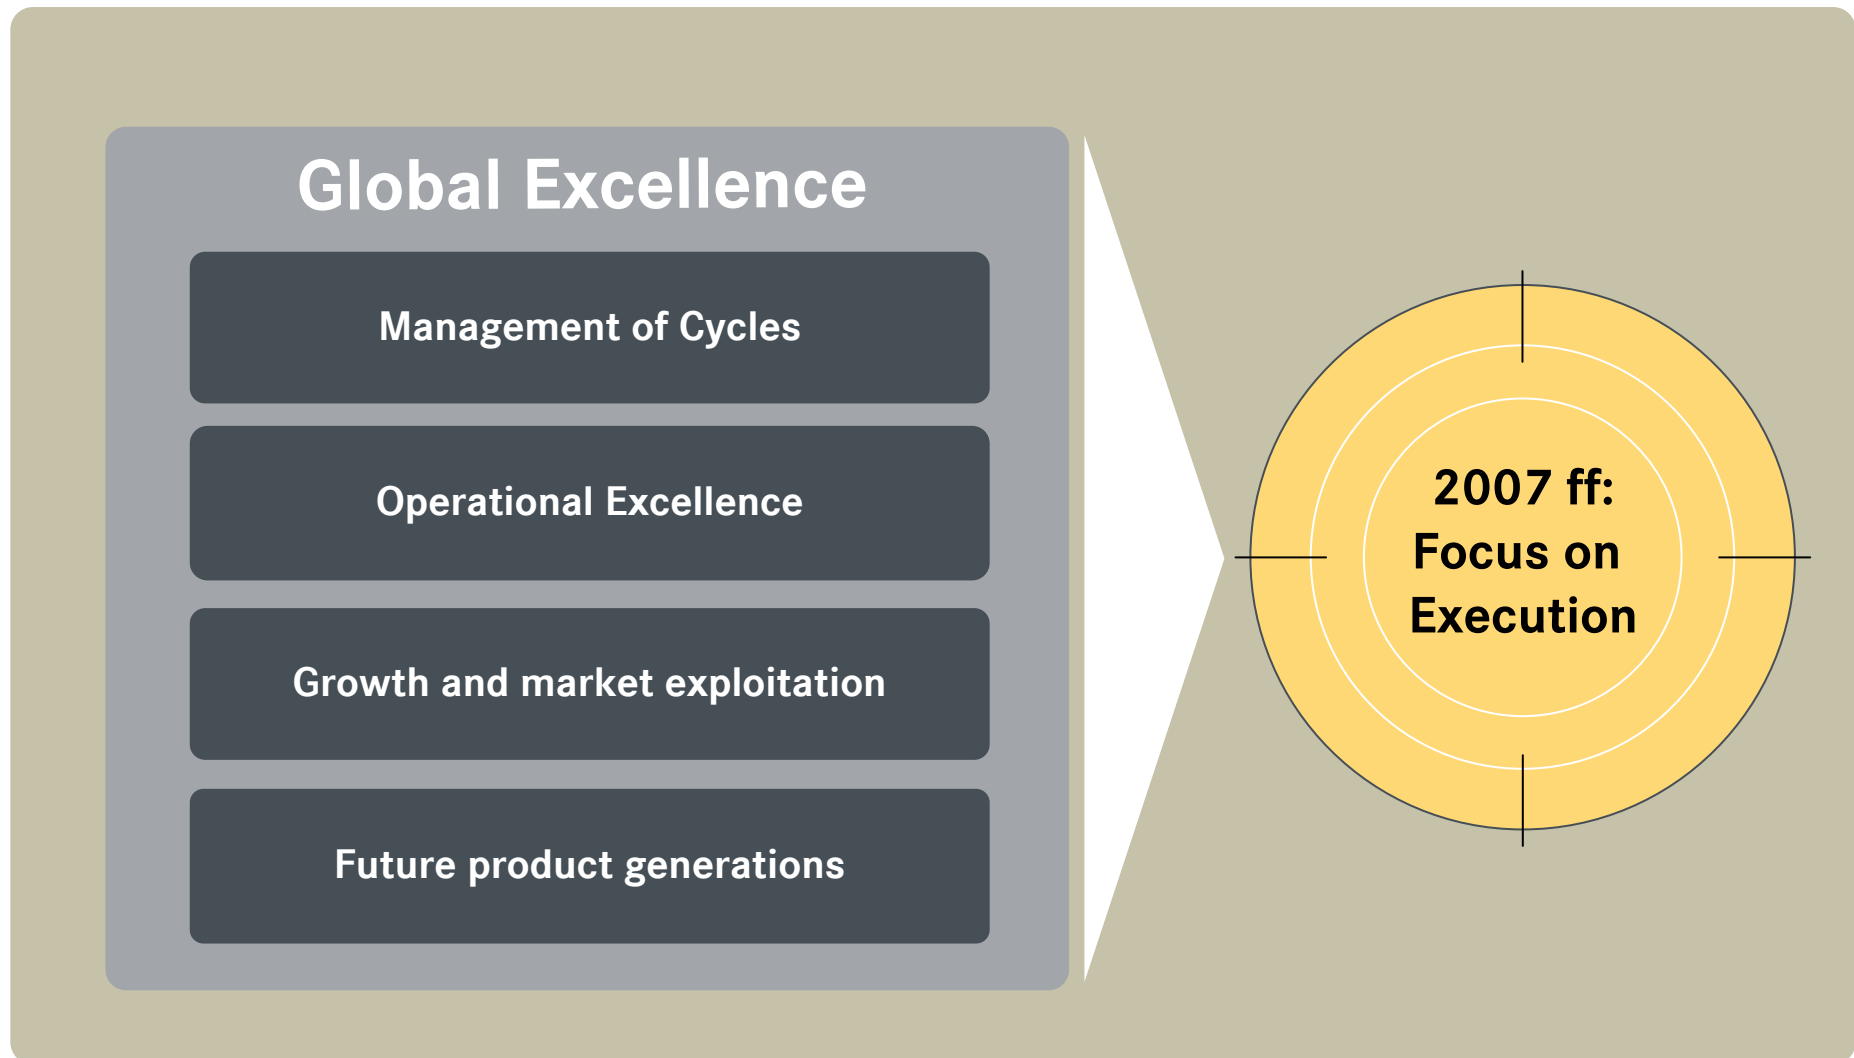 Global Excellence
Management of Cycles
Operational Excellence
Growth and market exploitation
Future product generations
2007 ff:
Focus on
Execution